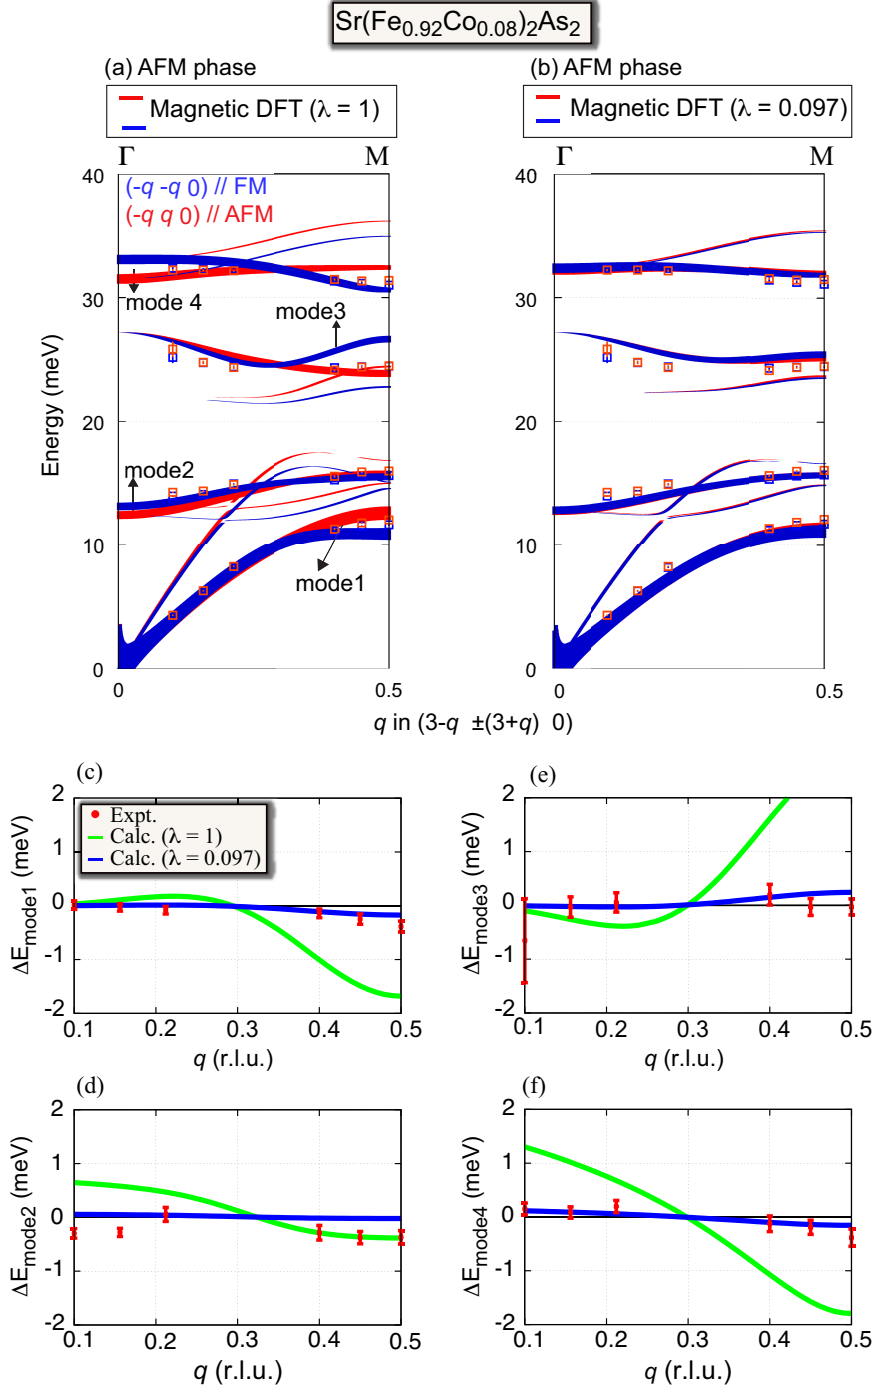 Sr(Fe0.92Co0.08)2As2
(a) AFM phase
(b) AFM phase
Magnetic DFT (λ = 1)
Magnetic DFT (λ = 0.097)
Γ M
Γ M
40
30
20
10
0
Energy (meV)
(-q -q 0) // FM
(-q q 0) // AFM
mode 4
mode3
mode2
mode1
0 0.5
40
30
20
10
0
0 0.5
q in (3-q ±(3+q) 0)
(c)
2
1
0
-1
-2
ΔEmode1 (meV)
Expt.
Calc. (λ = 1)
Calc. (λ = 0.097)
0.1 0.2 0.3 0.4 0.5
q (r.l.u.)
(e)
2
1
0
-1
-2
ΔEmode3 (meV)
0.1 0.2 0.3 0.4 0.5
q (r.l.u.)
(d)
2
1
0
-1
-2
ΔEmode2 (meV)
0.1 0.2 0.3 0.4 0.5
q (r.l.u.)
(f)
2
1
0
-1
-2
ΔEmode4 (meV)
0.1 0.2 0.3 0.4 0.5
q (r.l.u.)